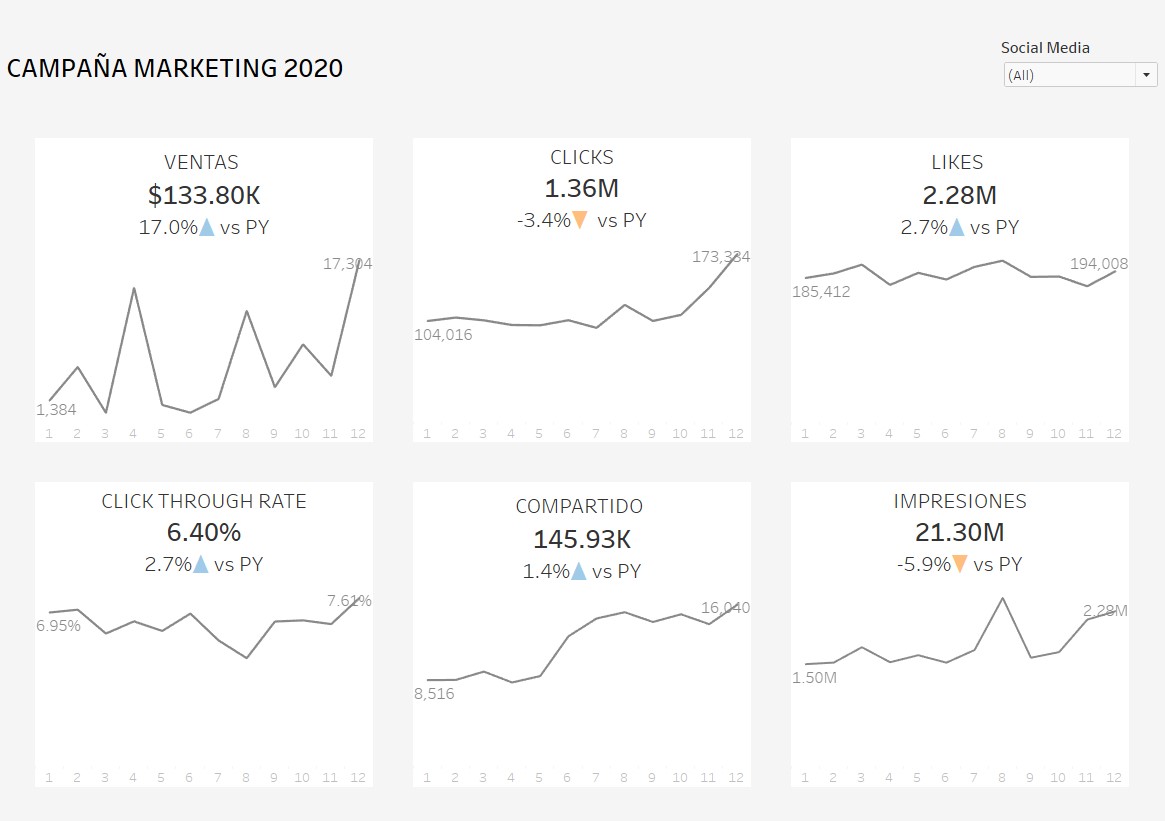 Social Media
CAMPAÑA MARKETING 2020
(All)
VENTAS
$133.80K
17.0% vs PY
17,304
1,384
1 2 3 4 5 6 7 8 9 10 11 12
CLICKS
1.36M
-3.4% vs PY
173,334
104,016
1 2 3 4 5 6 7 8 9 10 11 12
LIKES
2.28M
2.7% vs PY
194,008
185,412
1 2 3 4 5 6 7 8 9 10 11 12
CLICK THROUGH RATE
6.40%
2.7% vs PY
7.61%
6.95%
1 2 3 4 5 6 7 8 9 10 11 12
COMPARTIDO
145.93K
1.4% vs PY
16,040
8,516
1 2 3 4 5 6 7 8 9 10 11 12
IMPRESIONES
21.30M
-5.9% vs PY
2.28M
1.50M
1 2 3 4 5 6 7 8 9 10 11 12